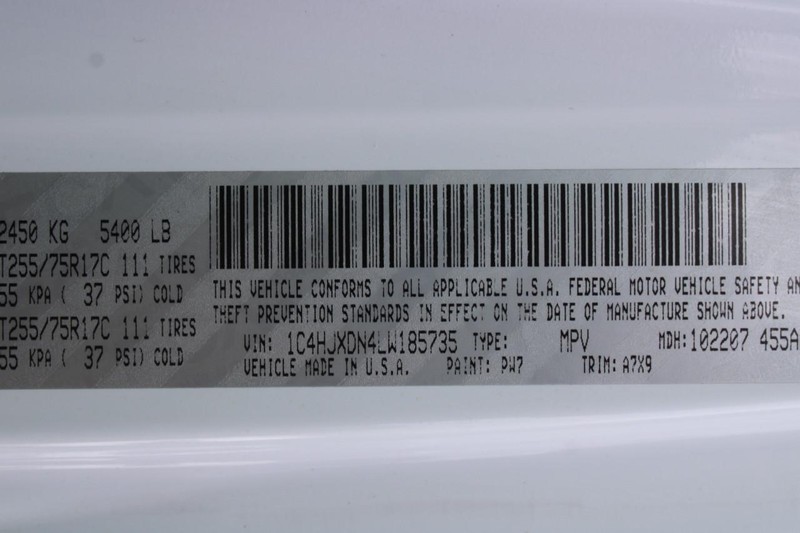 2450 KG 5400 LB
T255/75R17C 111 TIRES
55 KPA ( 37 PSI) COLD
T255/75R17C 111 TIRES
55 KPA ( 37 PSI) COLD
THIS VEHICLE CONFORMS TO ALL APPLICABLE U.S.A. FEDERAL MOTOR VEHICLE SAFETY AN
THEFT PREVENTION STANDARDS IN EFFECT ON THE DATE OF MANUFACTURE SHOWN ABOVE.
VIN: 1C4HJXDN4LW185735 TYPE: MPV MDH:102207 455A
VEHICLE MADE IN U.S.A. PAINT: PW7 TRIM: A7X9